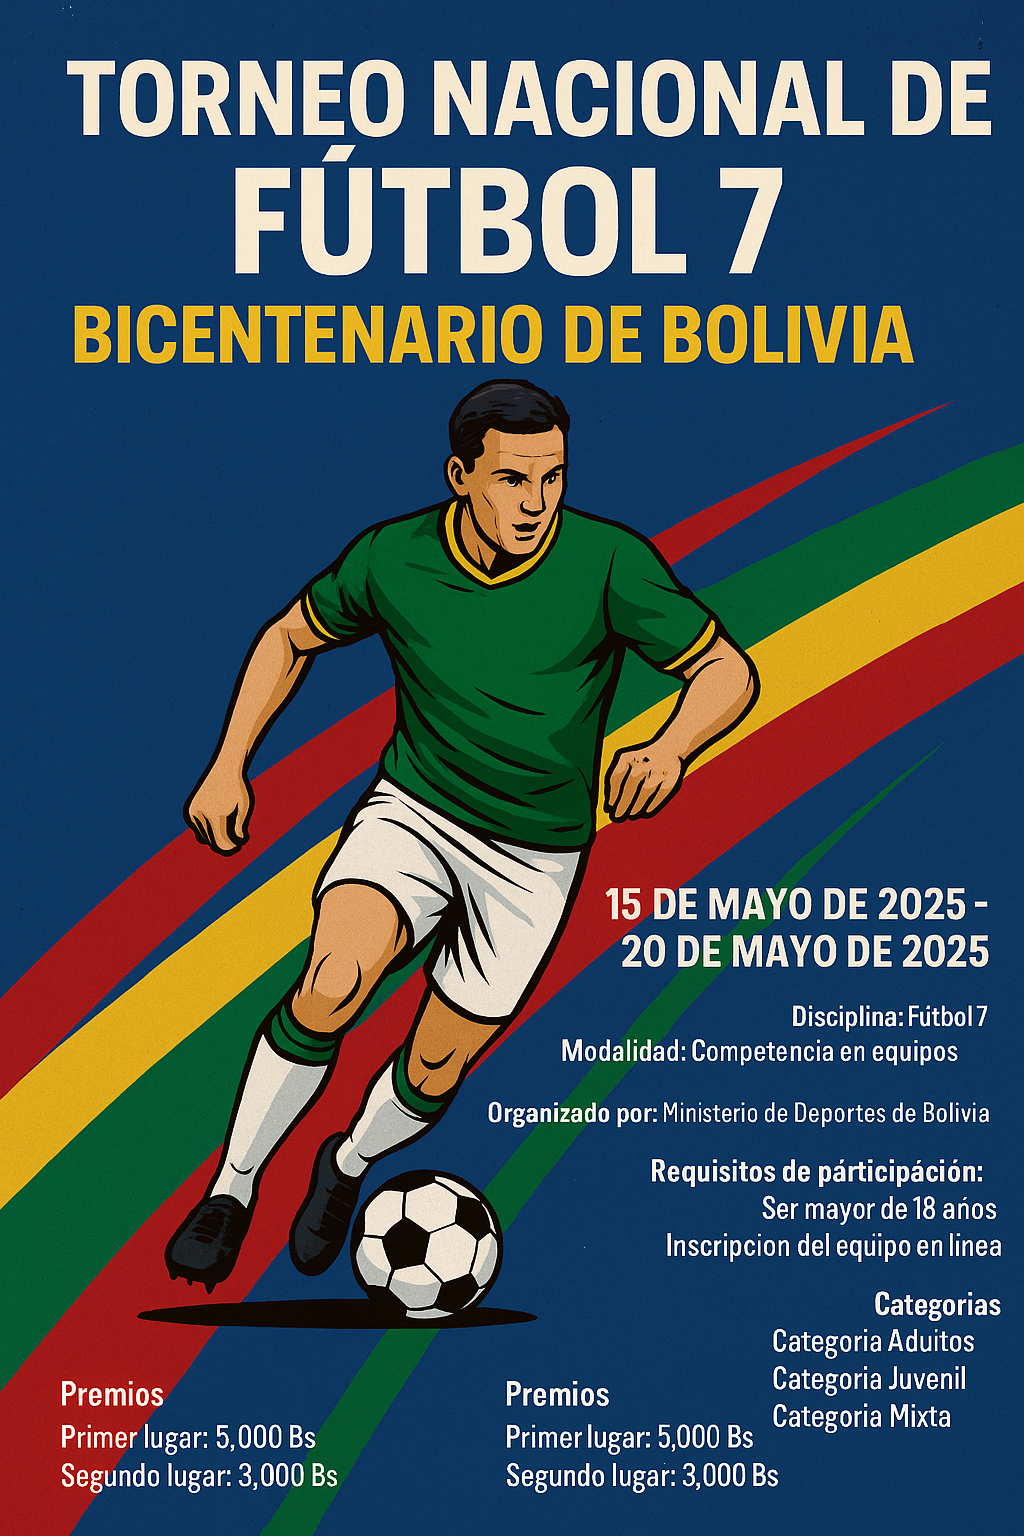 TORNEO NACIONAL DE
FÚTBOL 7
BICENTENARIO DE BOLIVIA
15 DE MAYO DE 2025 -
20 DE MAYO DE 2025
Disciplina: Fútbol 7
Modalidad: Competencia en equipos
Organizado por: Ministerio de Deportes de Bolivia
Requisitos de párticipáción:
Ser mayor de 18 anos
Inscripcion del equipo en linea
Categorias
Categoria Aduitos
Categoria Juvenil
Categoria Mixta
Premios
Primer lugar: 5,000 Bs
Segundo lugar: 3,000 Bs
Premios
Primer lugar: 5,000 Bs
Segundo lugar: 3,000 Bs